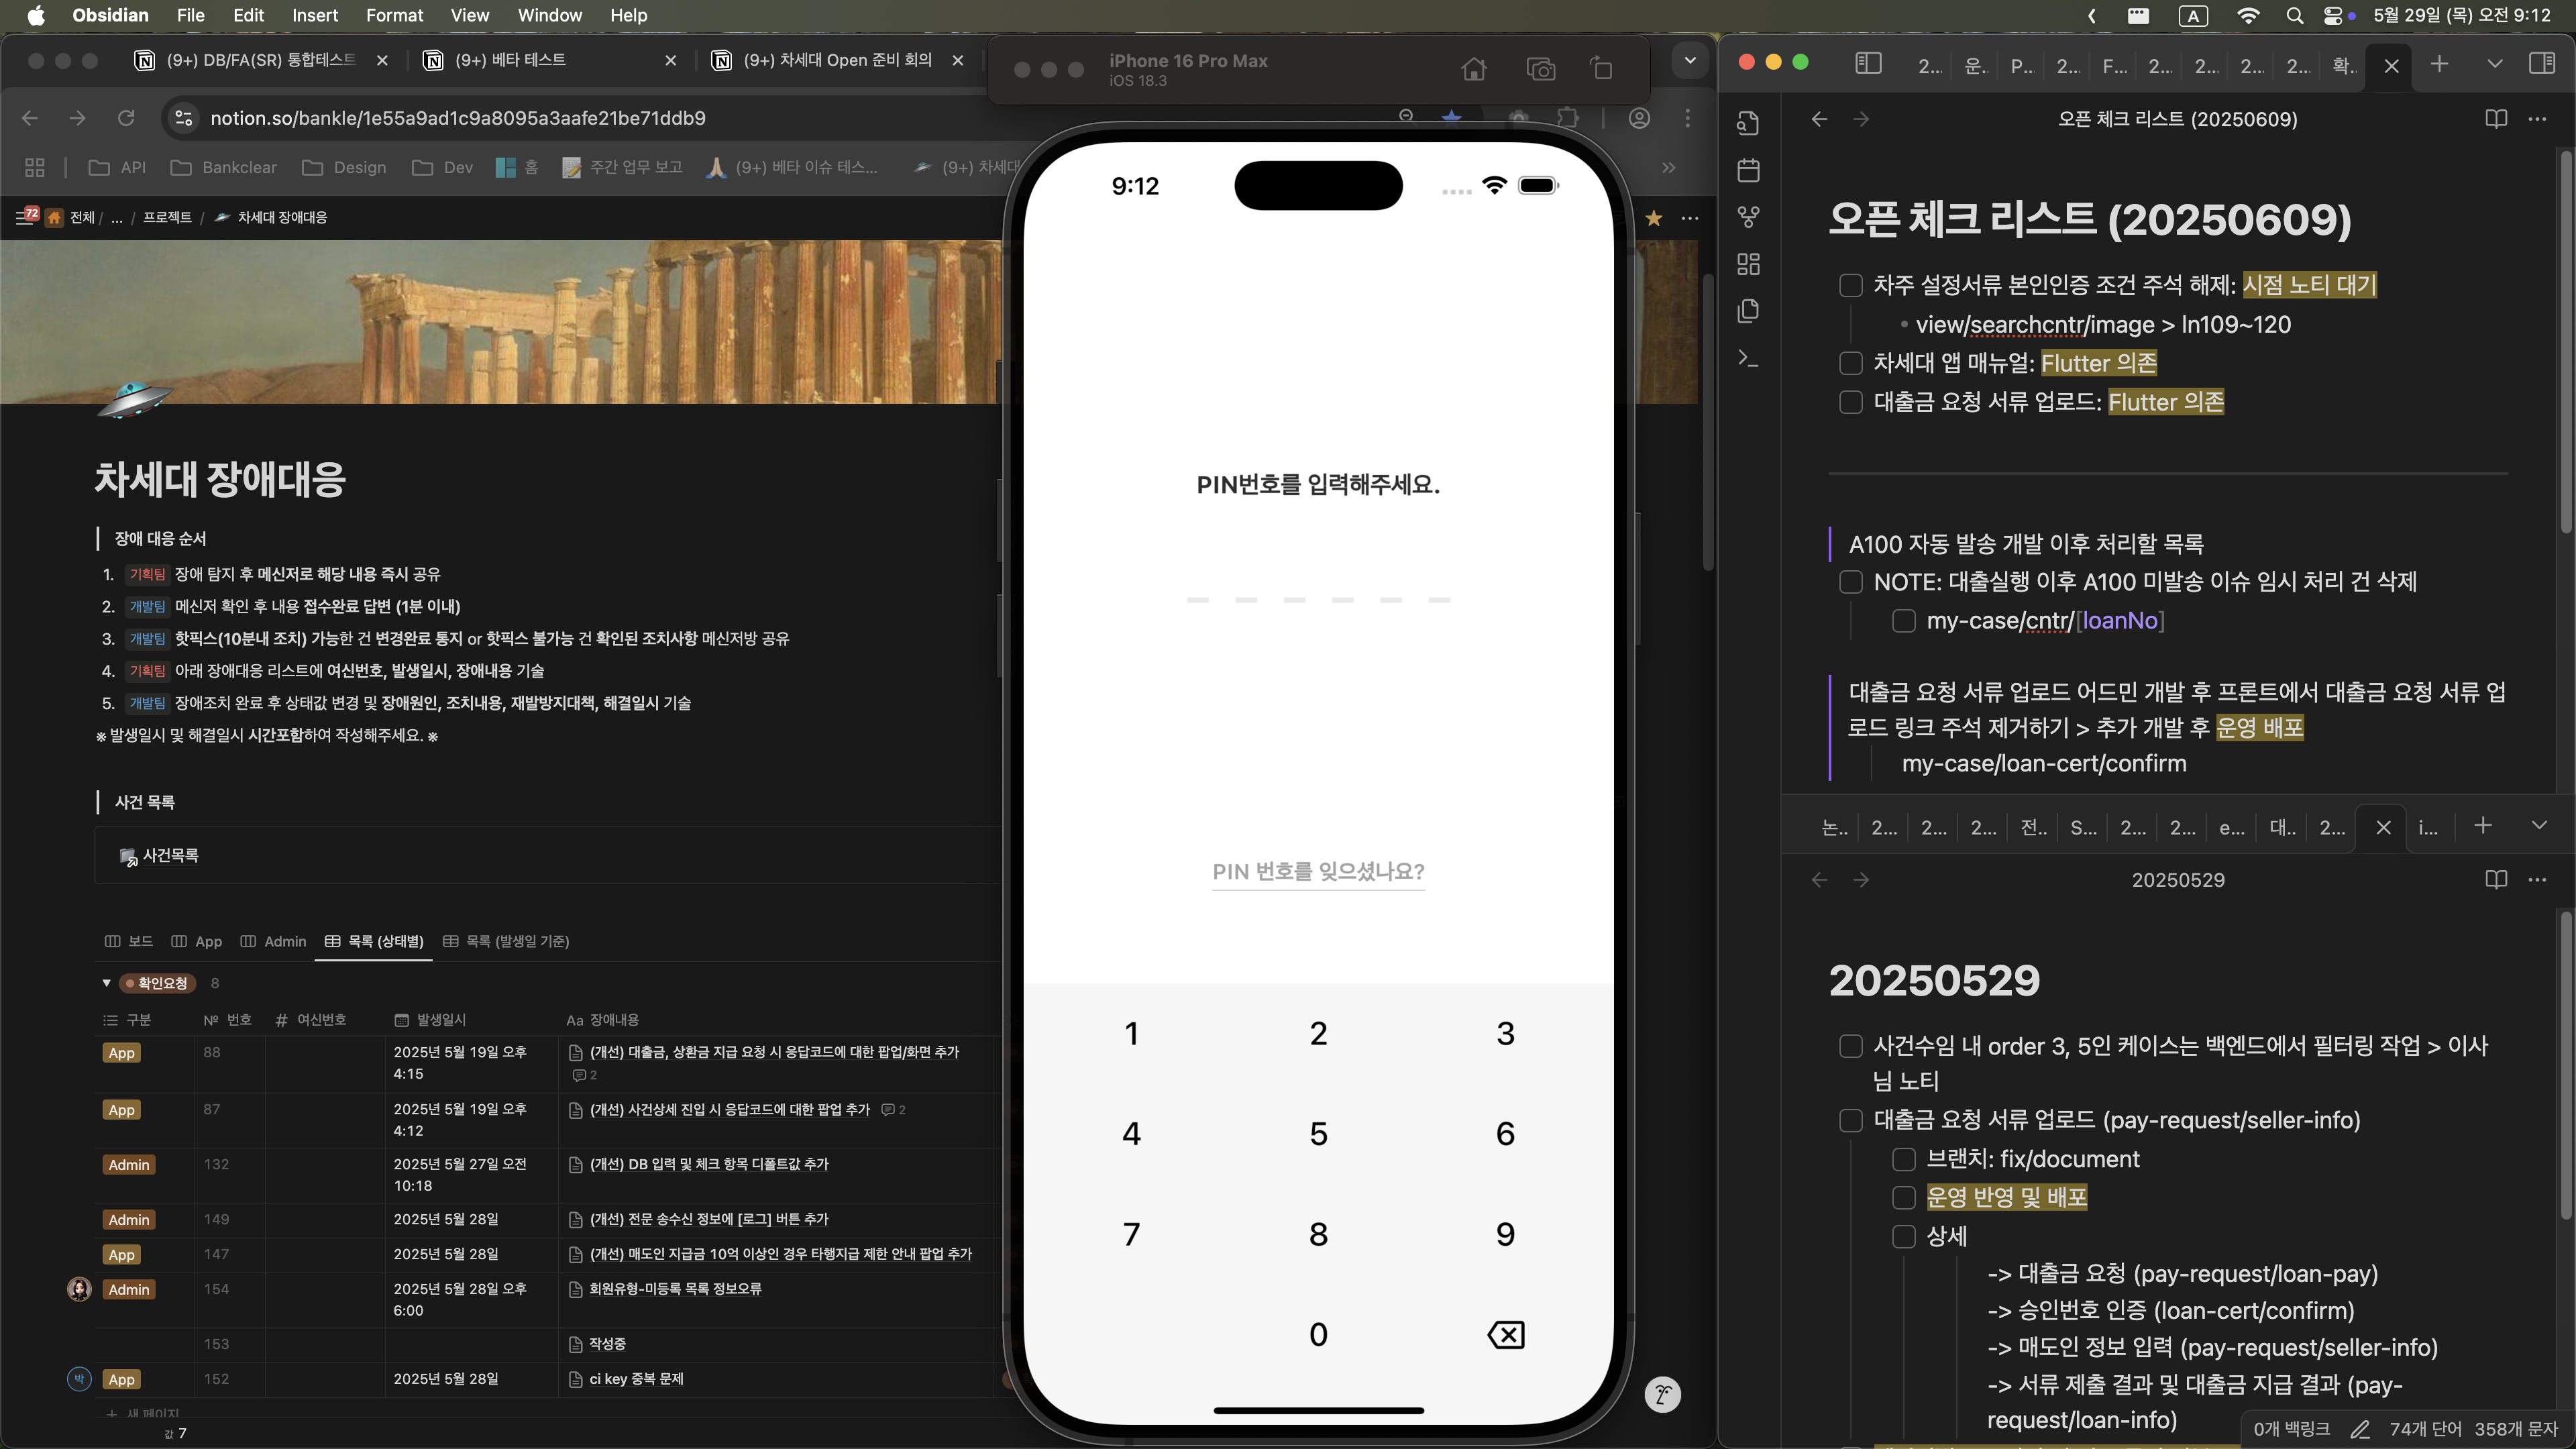 Obsidian File Edit Insert Format View Window Help
A 5월 29일 (목) 오전 9:12
(9+) DB/FA(SR) 통합테스트
(9+) 베타 테스트
(9+) 차세대 Open 준비 회의
notion.so/bankle/1e55a9ad1c9a8095a3aafe21be71ddb9
API Bankclear Design Dev 홈 주간 업무 보고 (9+) 베타 이슈 테스... (9+) 차세대
72 전체 / ... / 프로젝트 / 차세대 장애대응
차세대 장애대응
장애 대응 순서
1. 기획팀 장애 탐지 후 메신저로 해당 내용 즉시 공유
2. 개발팀 메신저 확인 후 내용 접수완료 답변 (1분 이내)
3. 개발팀 핫픽스(10분내 조치) 가능한 건 변경완료 통지 or 핫픽스 불가능 건 확인된 조치사항 메신저방 공유
4. 기획팀 아래 장애대응 리스트에 여신번호, 발생일시, 장애내용 기술
5. 개발팀 장애조치 완료 후 상태값 변경 및 장애원인, 조치내용, 재발방지대책, 해결일시 기술
※ 발생일시 및 해결일시 시간포함하여 작성해주세요. ※
사건 목록
사건목록
보드 App Admin 목록 (상태별) 목록 (발생일 기준)
확인요청 8
구분 № 번호 # 여신번호 발생일시 Aa 장애내용
App 88 2025년 5월 19일 오후 4:15 (개선) 대출금, 상환금 지급 요청 시 응답코드에 대한 팝업/화면 추가 2
App 87 2025년 5월 19일 오후 4:12 (개선) 사건상세 진입 시 응답코드에 대한 팝업 추가 2
Admin 132 2025년 5월 27일 오전 10:18 (개선) DB 입력 및 체크 항목 디폴트값 추가
Admin 149 2025년 5월 28일 (개선) 전문 송수신 정보에 [로그] 버튼 추가
App 147 2025년 5월 28일 (개선) 매도인 지급금 10억 이상인 경우 타행지급 제한 안내 팝업 추가
Admin 154 2025년 5월 28일 오후 6:00 회원유형-미등록 목록 정보오류
153 작성중
박 App 152 2025년 5월 28일 ci key 중복 문제
+ 새 페이지
값 7
iPhone 16 Pro Max
iOS 18.3
9:12
PIN번호를 입력해주세요.
PIN 번호를 잊으셨나요?
1 2 3
4 5 6
7 8 9
0
2... 운.. P... 2... F... 2... 2... 2... 2... 확..
오픈 체크 리스트 (20250609)
오픈 체크 리스트 (20250609)
차주 설정서류 본인인증 조건 주석 해제: 시점 노티 대기
view/searchcntr/image > ln109~120
차세대 앱 매뉴얼: Flutter 의존
대출금 요청 서류 업로드: Flutter 의존
A100 자동 발송 개발 이후 처리할 목록
NOTE: 대출실행 이후 A100 미발송 이슈 임시 처리 건 삭제
my-case/cntr/[loanNo]
대출금 요청 서류 업로드 어드민 개발 후 프론트에서 대출금 요청 서류 업
로드 링크 주석 제거하기 > 추가 개발 후 운영 배포
my-case/loan-cert/confirm
논.. 2... 2... 2... 전.. S... 2... 2... e... 대.. 2... i...
20250529
20250529
사건수임 내 order 3, 5인 케이스는 백엔드에서 필터링 작업 > 이사
님 노티
대출금 요청 서류 업로드 (pay-request/seller-info)
브랜치: fix/document
운영 반영 및 배포
상세
-> 대출금 요청 (pay-request/loan-pay)
-> 승인번호 인증 (loan-cert/confirm)
-> 매도인 정보 입력 (pay-request/seller-info)
-> 서류 제출 결과 및 대출금 지급 결과 (pay-
request/loan-info)
0개 백링크 74개 단어 358개 문자